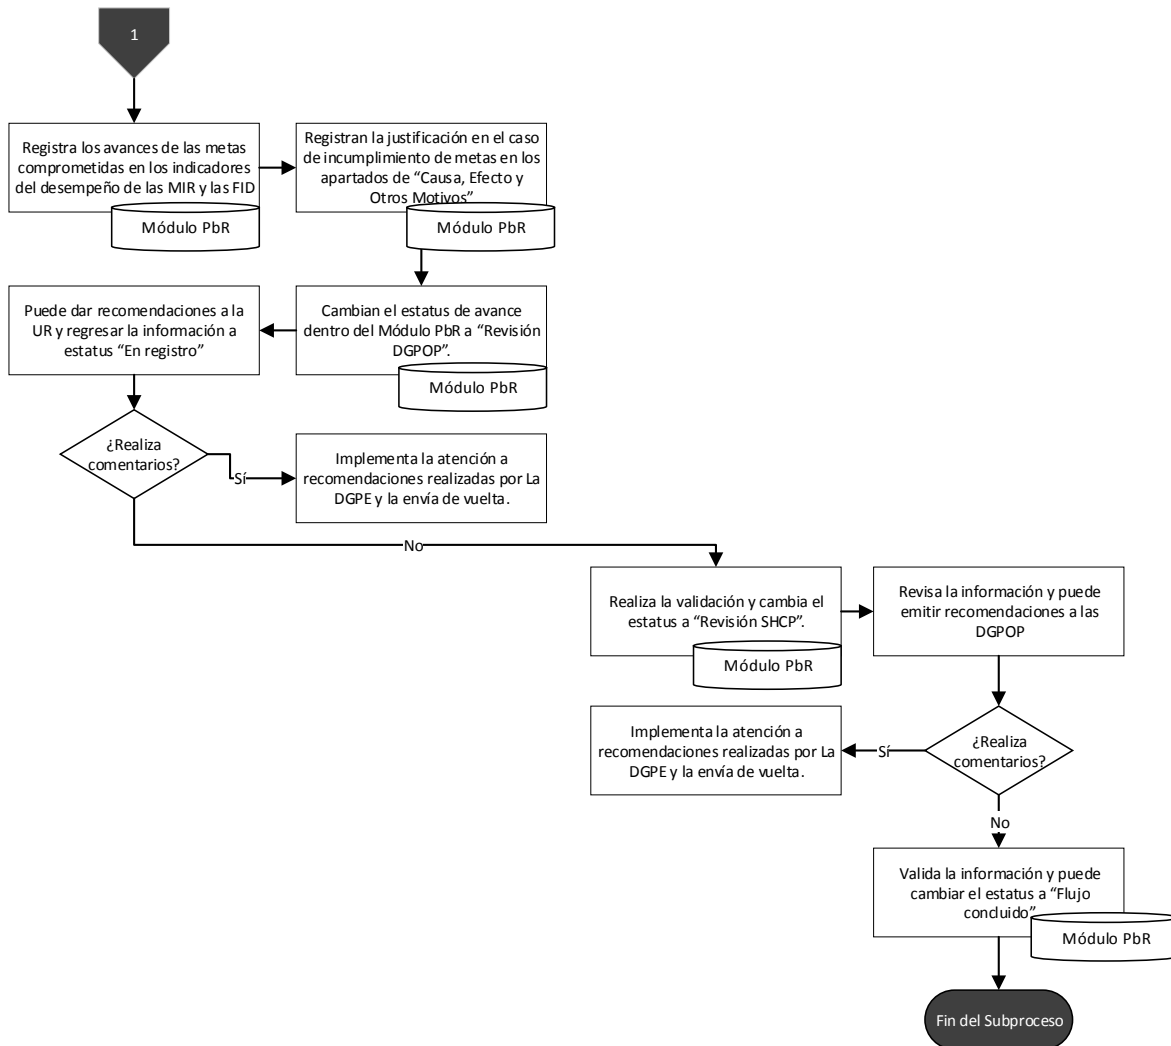 1
Registra los avances de las metas
comprometidas en los indicadores
del desempeño de las MIR y las FID
Módulo PbR
Registran la justificación en el caso
de incumplimiento de metas en los
apartados de “Causa, Efecto y
Otros Motivos”
Módulo PbR
Puede dar recomendaciones a la
UR y regresar la información a
estatus “En registro”
Cambian el estatus de avance
dentro del Módulo PbR a “Revisión
DGPOP”.
Módulo PbR
¿Realiza
comentarios?
Sí
Implementa la atención a
recomendaciones realizadas por La
DGPE y la envía de vuelta.
No
Realiza la validación y cambia el
estatus a “Revisión SHCP”.
Módulo PbR
Revisa la información y puede
emitir recomendaciones a las
DGPOP
Implementa la atención a
recomendaciones realizadas por La
DGPE y la envía de vuelta.
Sí
¿Realiza
comentarios?
No
Valida la información y puede
cambiar el estatus a “Flujo
concluido”
Módulo PbR
Fin del Subproceso